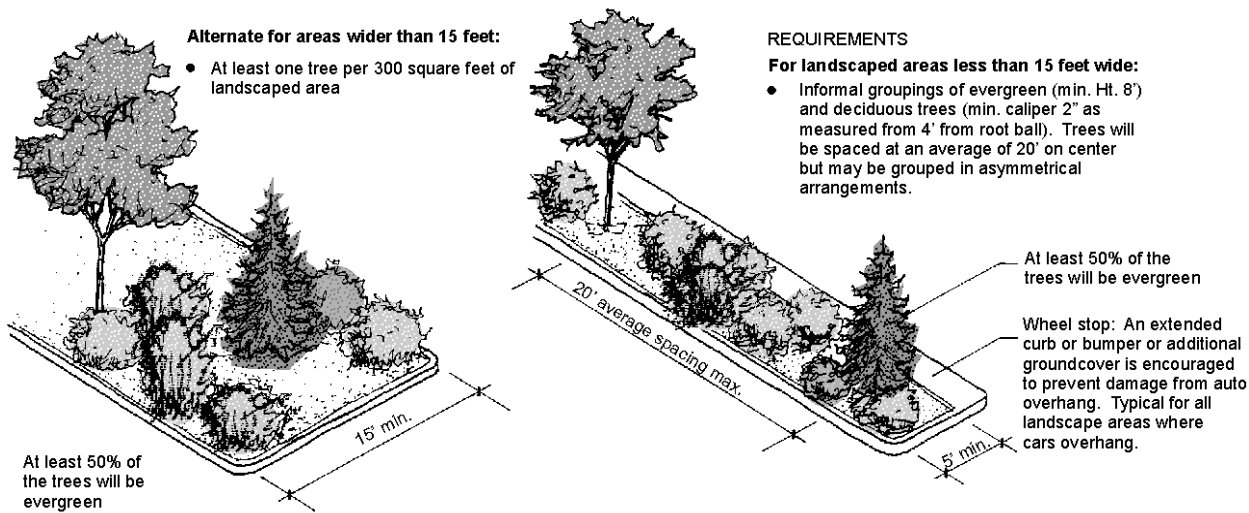 Alternate for areas wider than 15 feet:
● At least one tree per 300 square feet of
landscaped area
15' min.
At least 50% of
the trees will be
evergreen
REQUIREMENTS
For landscaped areas less than 15 feet wide:
● Informal groupings of evergreen (min. Ht. 8')
and deciduous trees (min. caliper 2" as
measured from 4' from root ball). Trees will
be spaced at an average of 20' on center
but may be grouped in asymmetrical
arrangements.
At least 50% of the
trees will be evergreen
Wheel stop: An extended
curb or bumper or additional
groundcover is encouraged
to prevent damage from auto
overhang. Typical for all
landscape areas where
cars overhang.
20' average spacing max.
5' min.